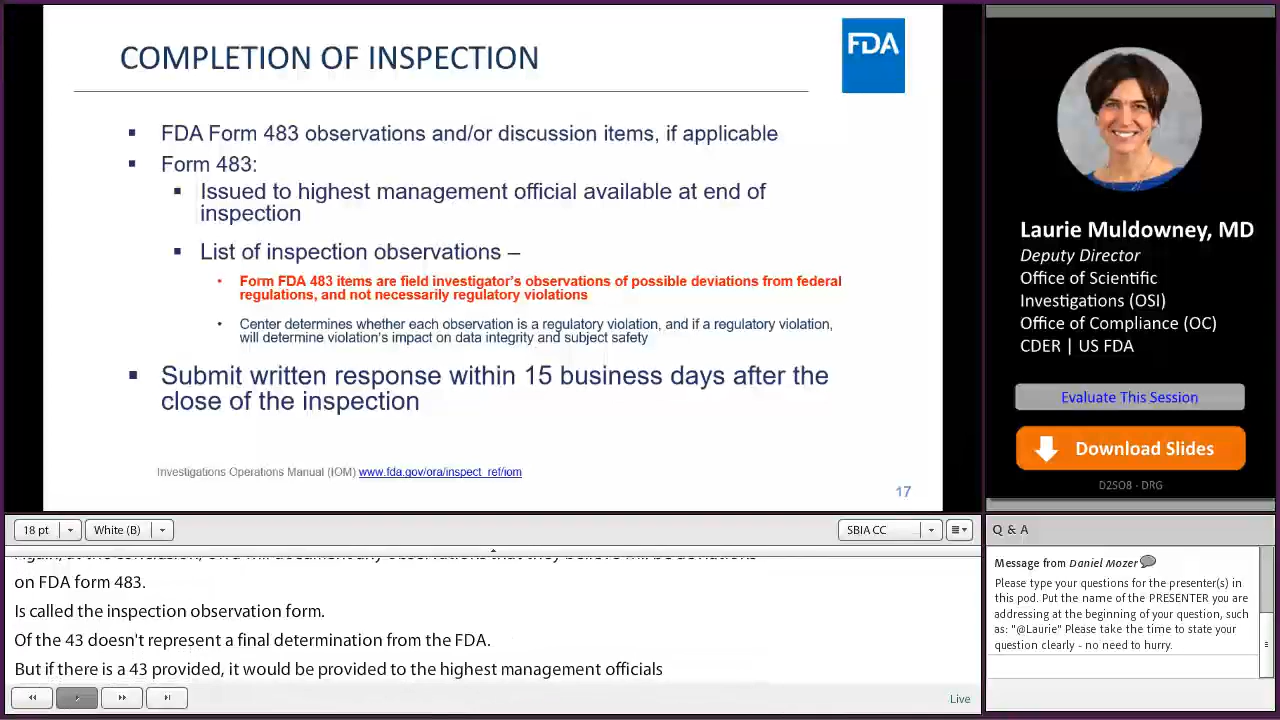 COMPLETION OF INSPECTION
FDA
FDA Form 483 observations and/or discussion items, if applicable
Form 483:
Issued to highest management official available at end of
inspection
List of inspection observations –
Form FDA 483 items are field investigator's observations of possible deviations from federal
regulations, and not necessarily regulatory violations
Center determines whether each observation is a regulatory violation, and if a regulatory violation,
will determine violation's impact on data integrity and subject safety
Submit written response within 15 business days after the
close of the inspection
Investigations Operations Manual (IOM) www.fda.gov/ora/inspect_ref/iom
17
Laurie Muldowney, MD
Deputy Director
Office of Scientific
Investigations (OSI)
Office of Compliance (OC)
CDER | US FDA
Evaluate This Session
Download Slides
D2S08 - DRG
18 pt
White (B)
SBIA CC
on FDA form 483.
Is called the inspection observation form.
Of the 43 doesn't represent a final determination from the FDA.
But if there is a 43 provided, it would be provided to the highest management officials
Live
Q & A
Message from Daniel Mozer
Please type your questions for the presenter(s) in
this pod. Put the name of the PRESENTER you are
addressing at the beginning of your question, such
as: "@Laurie" Please take the time to state your
question clearly - no need to hurry.